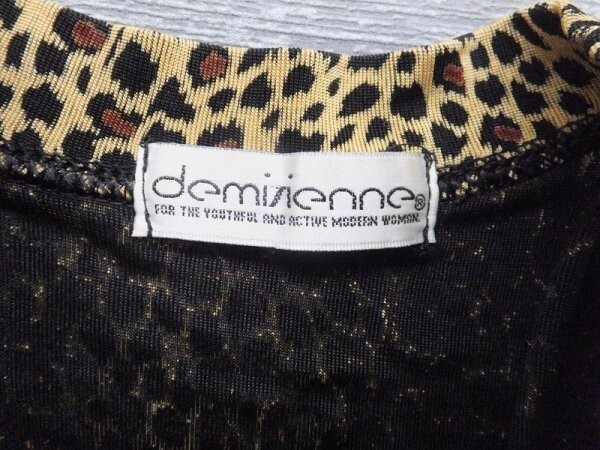 demisienne®
FOR THE YOUTHFUL AND ACTIVE MODERN WOMAN.